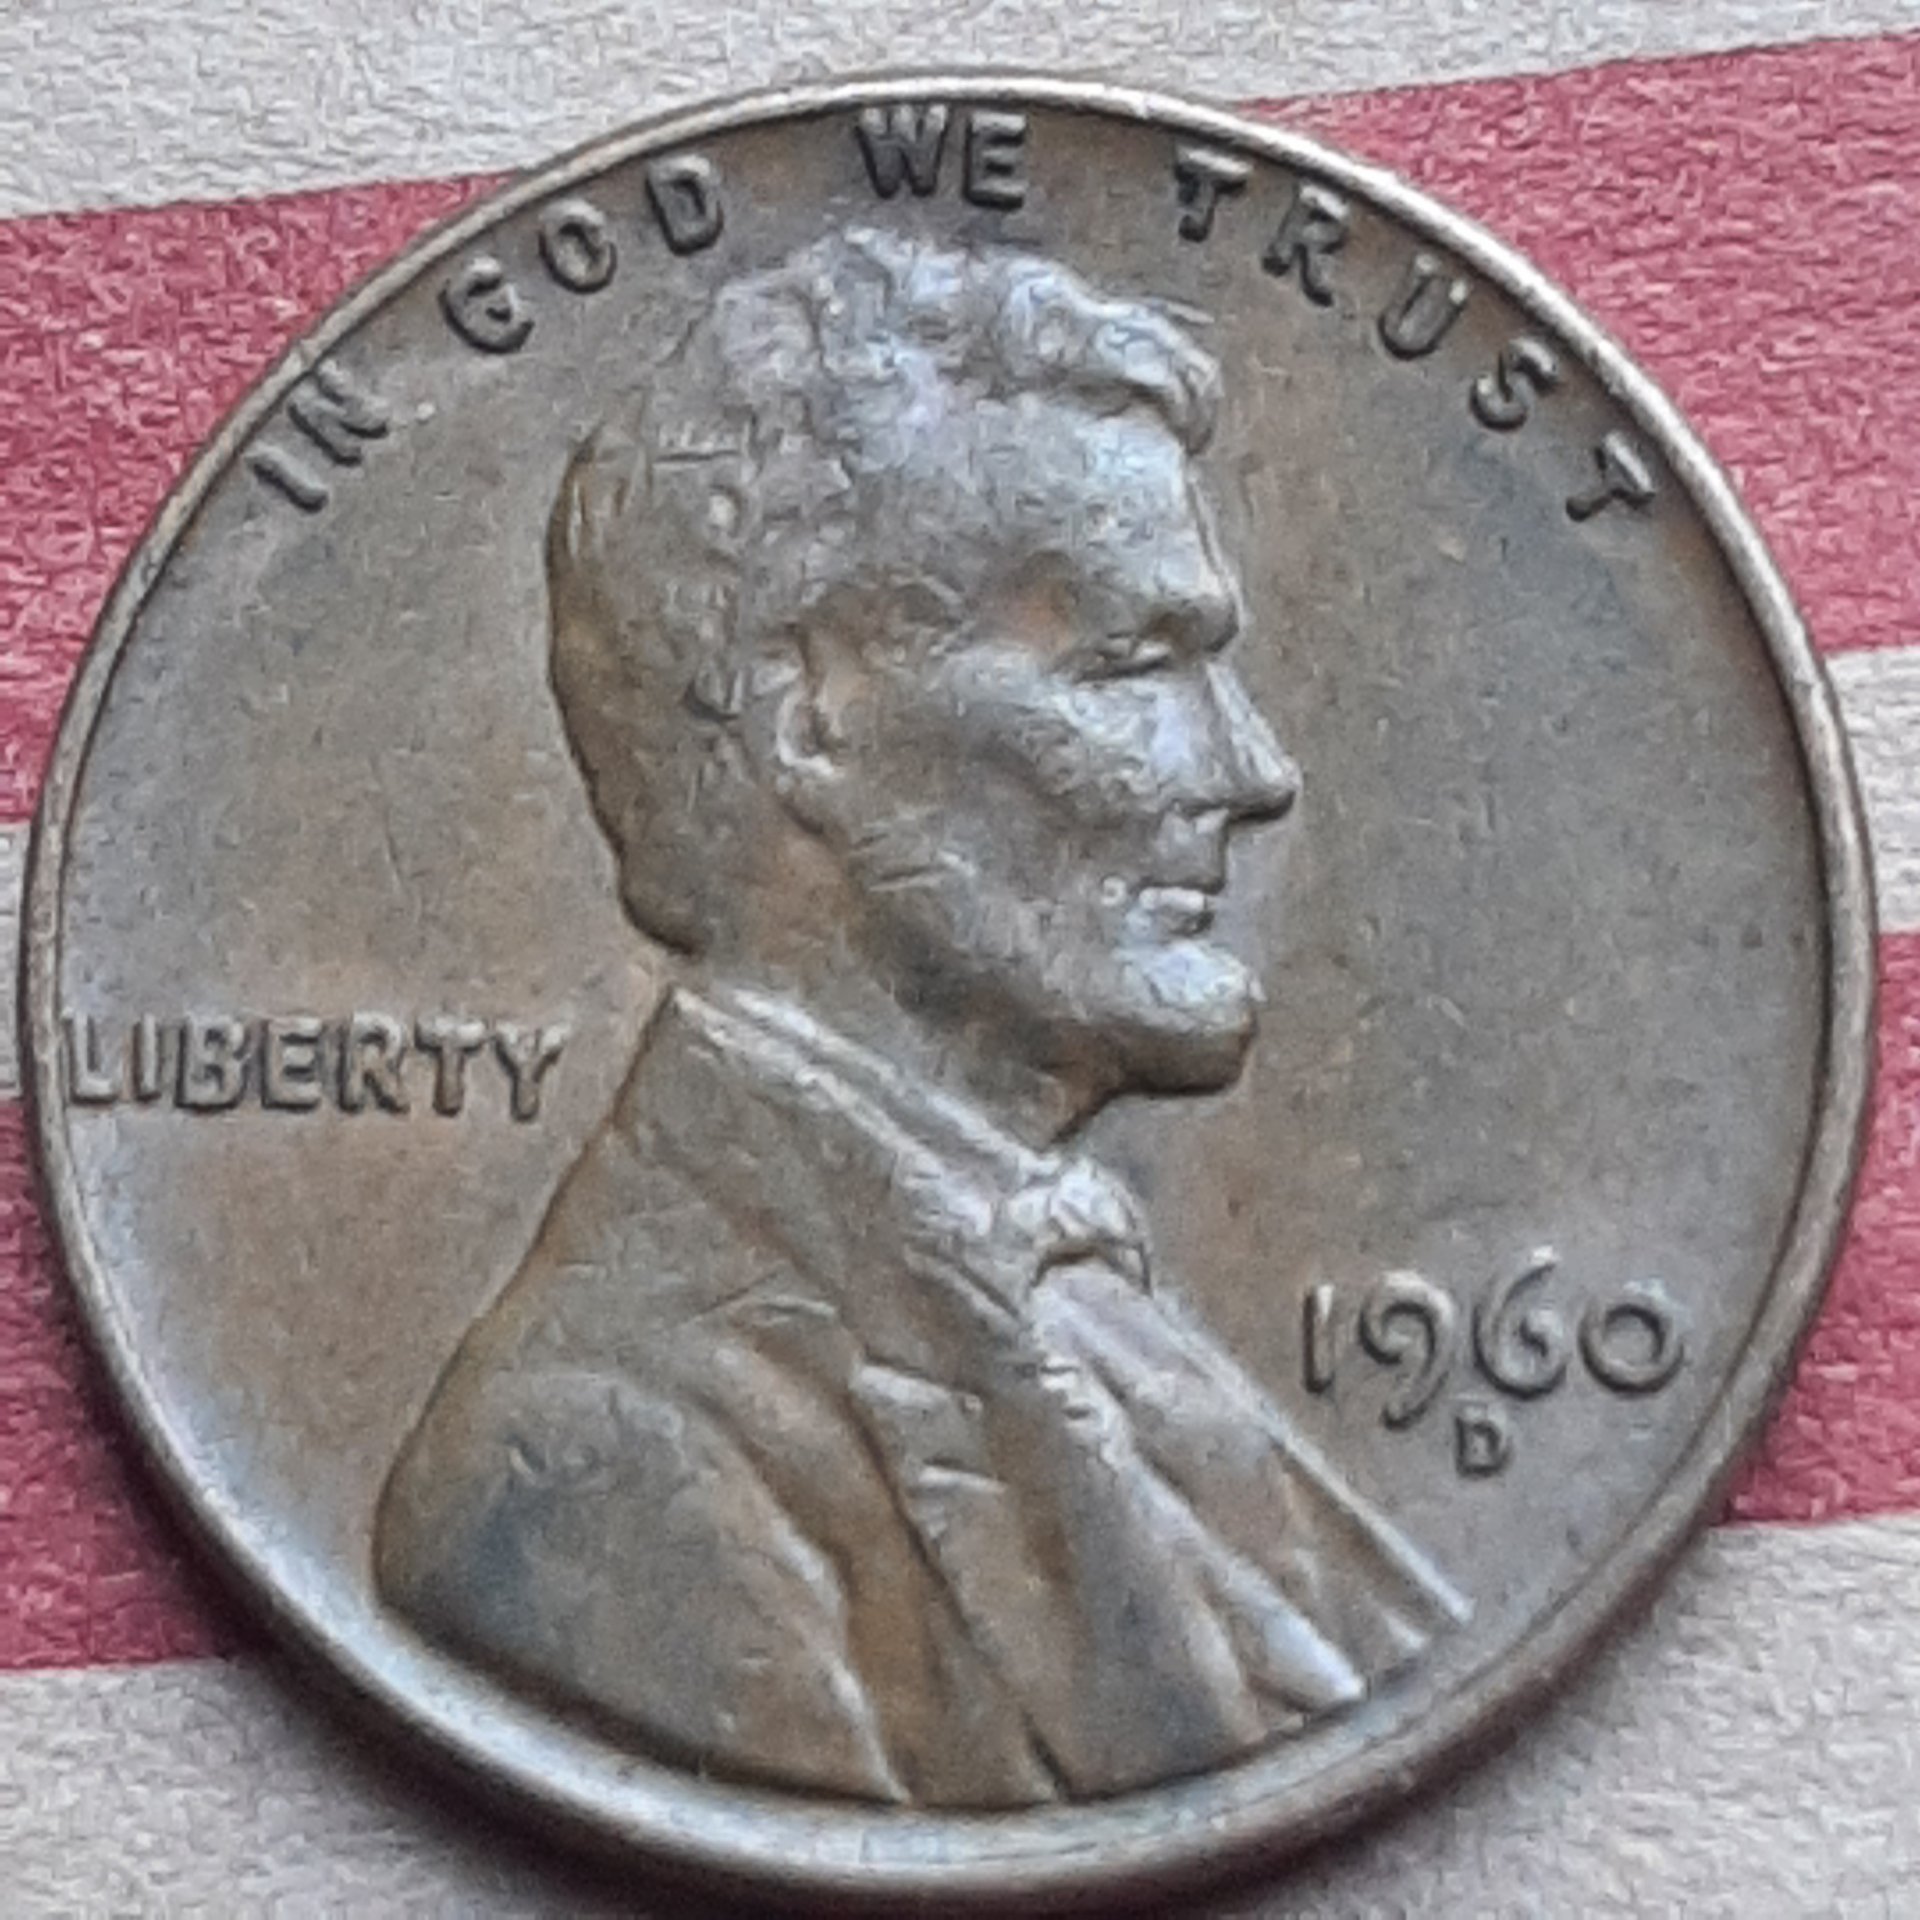 IN GOD WE TRUST
LIBERTY
1960
D